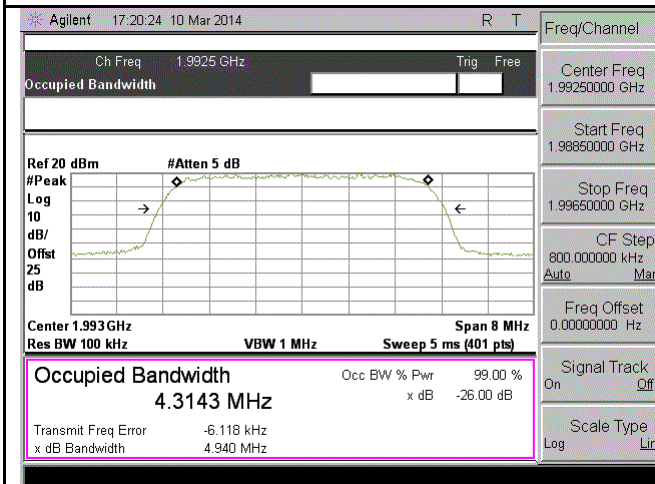 Agilent 17:20:24 10 Mar 2014 R T
Ch Freq 1.9925 GHz Trig Free
Occupied Bandwidth
Ref 20 dBm #Atten 5 dB
#Peak
Log
10
dB/
Offst
25
dB
Center 1.993 GHz Span 8 MHz
Res BW 100 kHz VBW 1 MHz Sweep 5 ms (401 pts)
Occupied Bandwidth Occ BW % Pwr 99.00 %
4.3143 MHz x dB -26.00 dB
Transmit Freq Error -6.118 kHz
x dB Bandwidth 4.940 MHz
Freq/Channel
Center Freq
1.99250000 GHz
Start Freq
1.98850000 GHz
Stop Freq
1.99650000 GHz
CF Step
800.000000 kHz
Auto Mar
Freq Offset
0.00000000 Hz
Signal Track
On Off
Scale Type
Log Lin